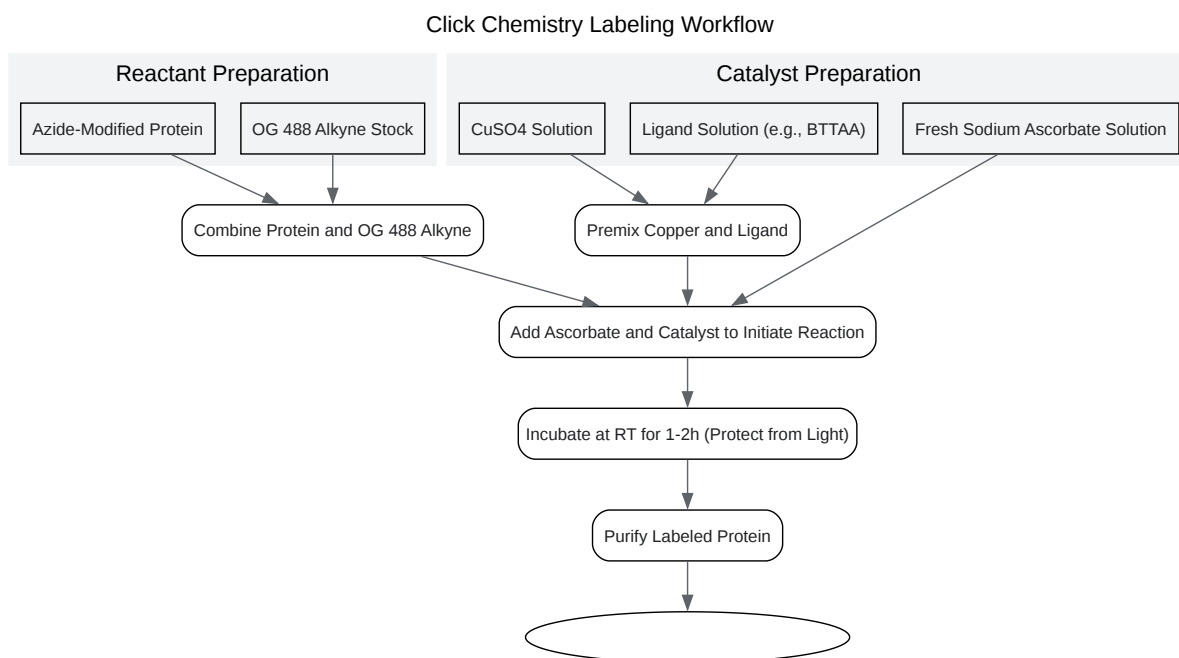 Click Chemistry Labeling Workflow
Reactant Preparation
Catalyst Preparation
Azide-Modified Protein
OG 488 Alkyne Stock
CuSO4 Solution
Ligand Solution (e.g., BTTAA)
Fresh Sodium Ascorbate Solution
Combine Protein and OG 488 Alkyne
Premix Copper and Ligand
Add Ascorbate and Catalyst to Initiate Reaction
Incubate at RT for 1-2h (Protect from Light)
Purify Labeled Protein